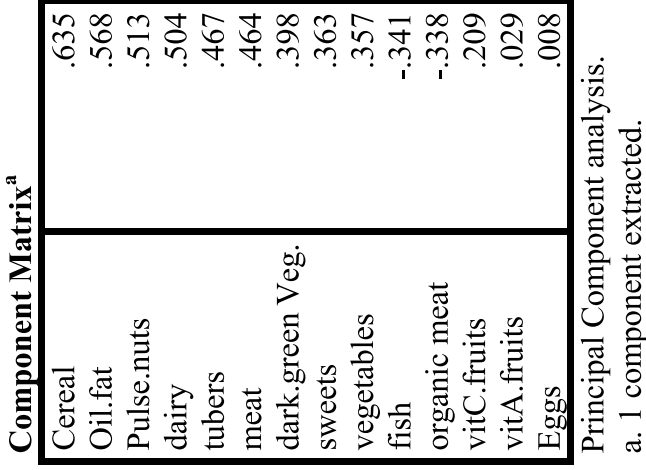 Component Matrixa
Cereal .635
Oil.fat .568
Pulse.nuts .513
dairy .504
tubers .467
meat .464
dark.green Veg. .398
sweets .363
vegetables .357
fish -.341
organic meat -.338
vitC.fruits .209
vitA.fruits .029
Eggs .008
Principal Component analysis.
a. 1 component extracted.